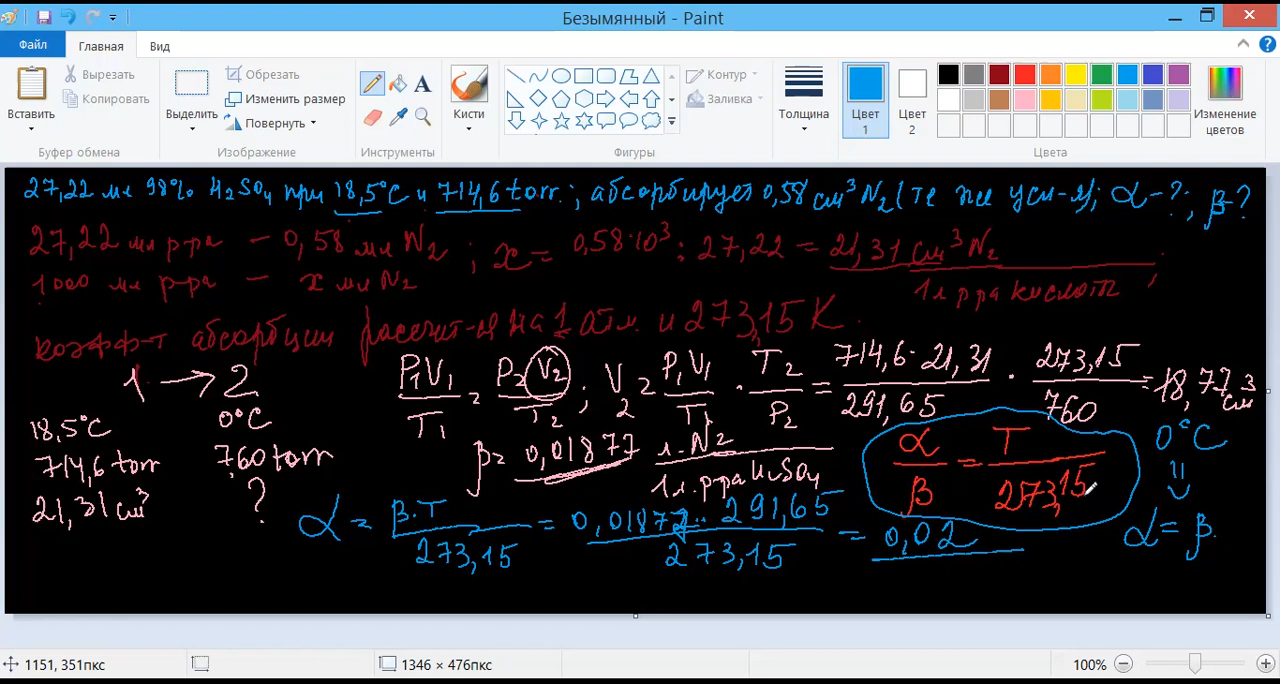 Безымянный - Paint
Файл Главная Вид
Вставить
Вырезать
Копировать
Буфер обмена
Выделить
Обрезать
Изменить размер
Повернуть
Изображение
A
Инструменты
Кисти
Фигуры
Контур
Заливка
Толщина
Цвет 1
Цвет 2
Изменение цветов
Цвета
27,22 мл 98% H2SO4 при 18,5°C и 714,6 torr; абсорбирует 0,58 см³ N2 (те же усл-я); α-?; β-?
27,22 мл р-ра – 0,58 мл N2 ; x = 0,58·10³ : 27,22 = 21,31 см³ N2 / 1 л р-ра кислоты ;
1000 мл р-ра – x мл N2
коэфф-т абсорбции рассчит-ся на 1 атм. и 273,15 K.
1 → 2
P1V1 / T1 = P2 V2 / T2 ; V2 = P1V1 / T1 · T2 / P2 = 714,6·21,31 / 291,65 · 273,15 / 760 = 18,77 см³
18,5°C 0°C
714,6 torr 760 torr
21,31 см³ ?
β = 0,01877 л. N2 / 1 л. р-ра H2SO4
α / β = T / 273,15
0°C
⇓
α = β.
α = β·T / 273,15 = 0,01877·291,65 / 273,15 = 0,02
1151, 351пкс
1346 × 476пкс
100%